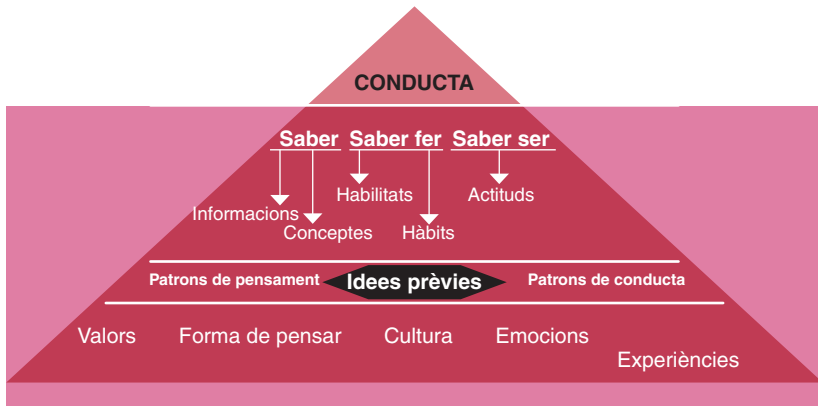 CONDUCTA
Saber Saber fer Saber ser
Habilitats Actituds
Informacions
Conceptes Hàbits
Patrons de pensament Idees prèvies Patrons de conducta
Valors Forma de pensar Cultura Emocions
Experiències